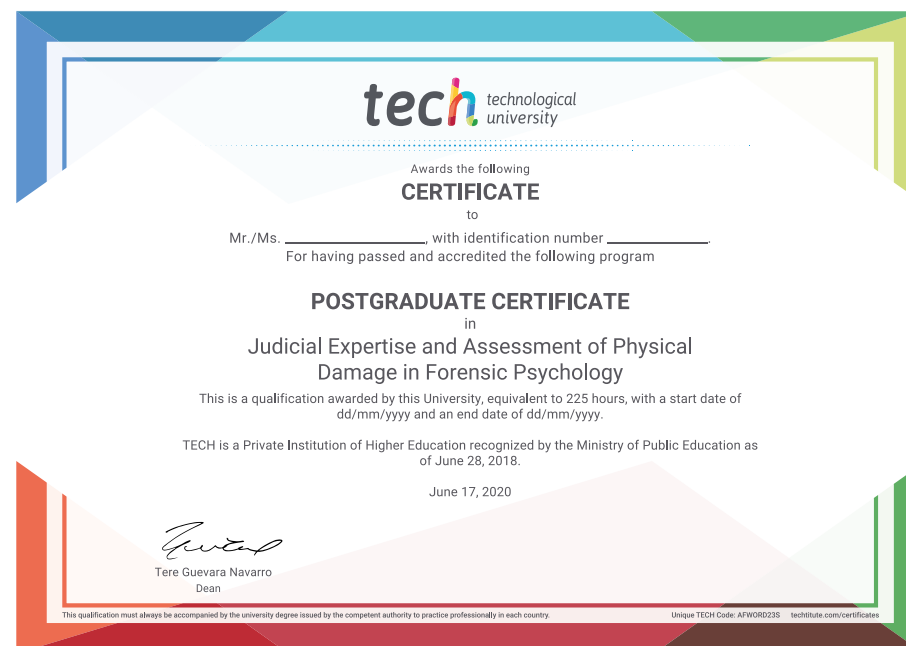 tech technological
university
Awards the following
CERTIFICATE
to
Mr./Ms. ____________________, with identification number ______________.
For having passed and accredited the following program
POSTGRADUATE CERTIFICATE
in
Judicial Expertise and Assessment of Physical
Damage in Forensic Psychology
This is a qualification awarded by this University, equivalent to 225 hours, with a start date of
dd/mm/yyyy and an end date of dd/mm/yyyy.
TECH is a Private Institution of Higher Education recognized by the Ministry of Public Education as
of June 28, 2018.
June 17, 2020
Tere Guevara Navarro
Dean
This qualification must always be accompanied by the university degree issued by the competent authority to practice professionally in each country. Unique TECH Code: AFWORD23S techtitute.com/certificates